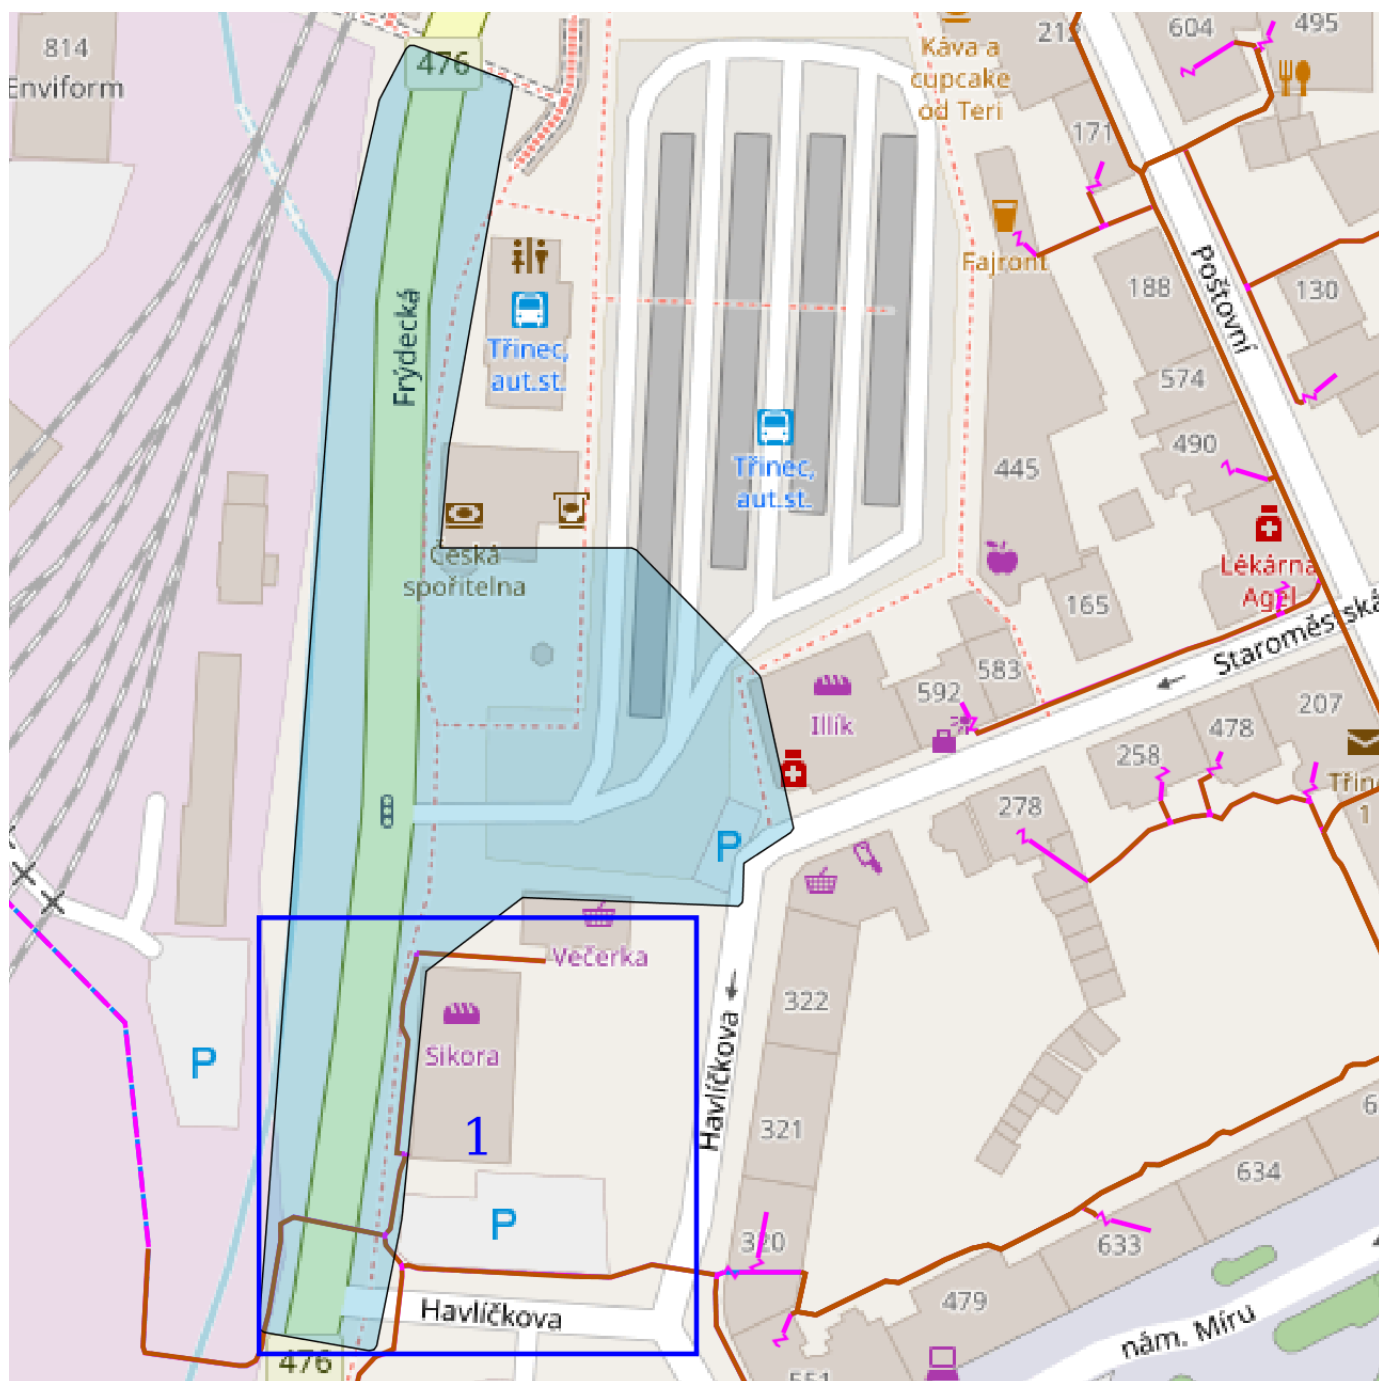 814
Enviform
476
Káva a
cupcake
od Teri
212
604
495
171
Fajront
Poštovní
188
130
Frýdecká
Třinec,
aut.st.
574
490
Třinec,
aut.st.
445
Česká
spořitelna
Lékárna
Agel
165
Staroměstská
583
592
Illík
207
478
258
278
P
Večerka
322
Havlíčkova
P
Sikora
1
321
634
P
320
633
479
Havlíčkova
nám. Míru
476
551